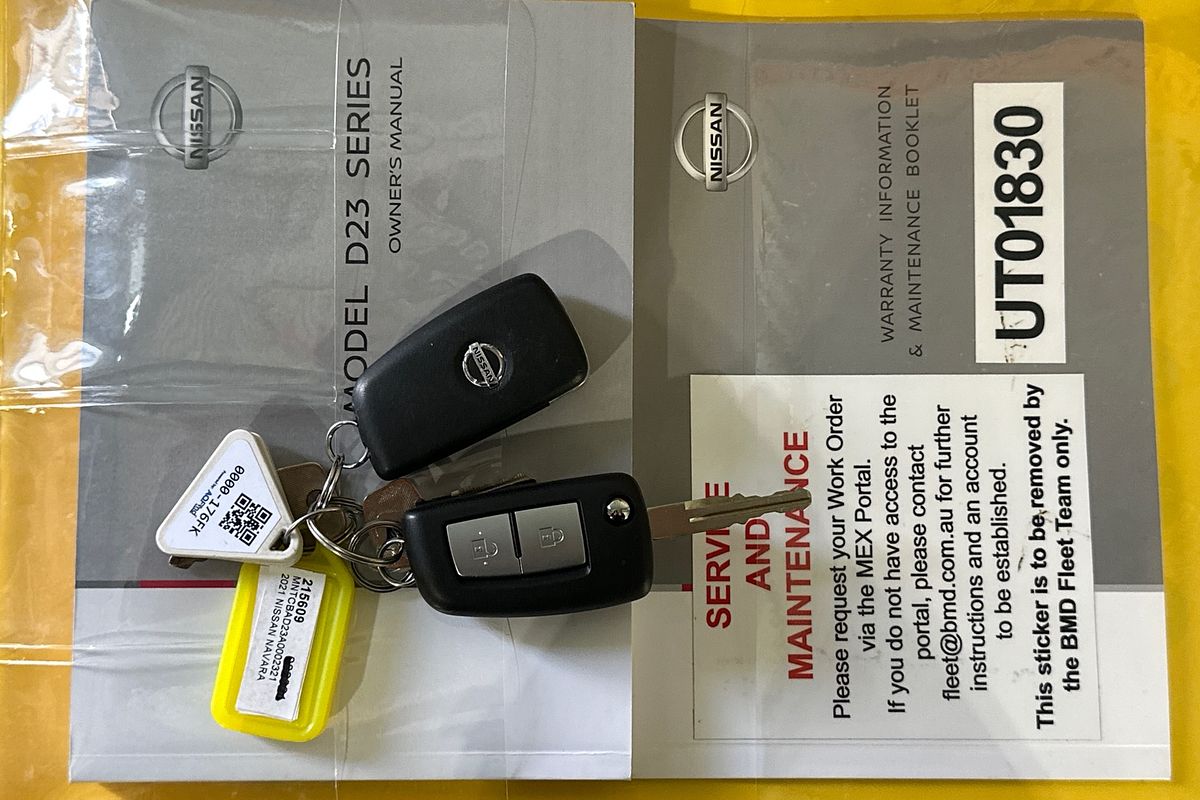 NISSAN
MODEL D23 SERIES
OWNER'S MANUAL
NISSAN
WARRANTY INFORMATION
& MAINTENANCE BOOKLET
UT01830
SERVICE
AND
MAINTENANCE
Please request your Work Order
via the MEX Portal.
If you do not have access to the
portal, please contact
fleet@bmd.com.au for further
instructions and an account
to be established.
This sticker is to be removed by
the BMD Fleet Team only.
NISSAN
0000-176FK
215609
MNTCBAD23A0002321
2021 NISSAN NAVARA